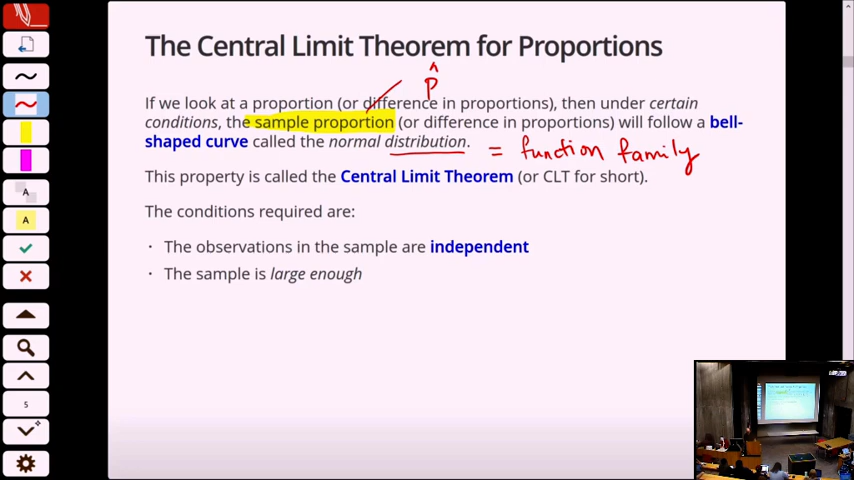 The Central Limit Theorem for Proportions
p̂
If we look at a proportion (or difference in proportions), then under certain
conditions, the sample proportion (or difference in proportions) will follow a bell-
shaped curve called the normal distribution. = function family
This property is called the Central Limit Theorem (or CLT for short).
The conditions required are:
· The observations in the sample are independent
· The sample is large enough
A
A
5